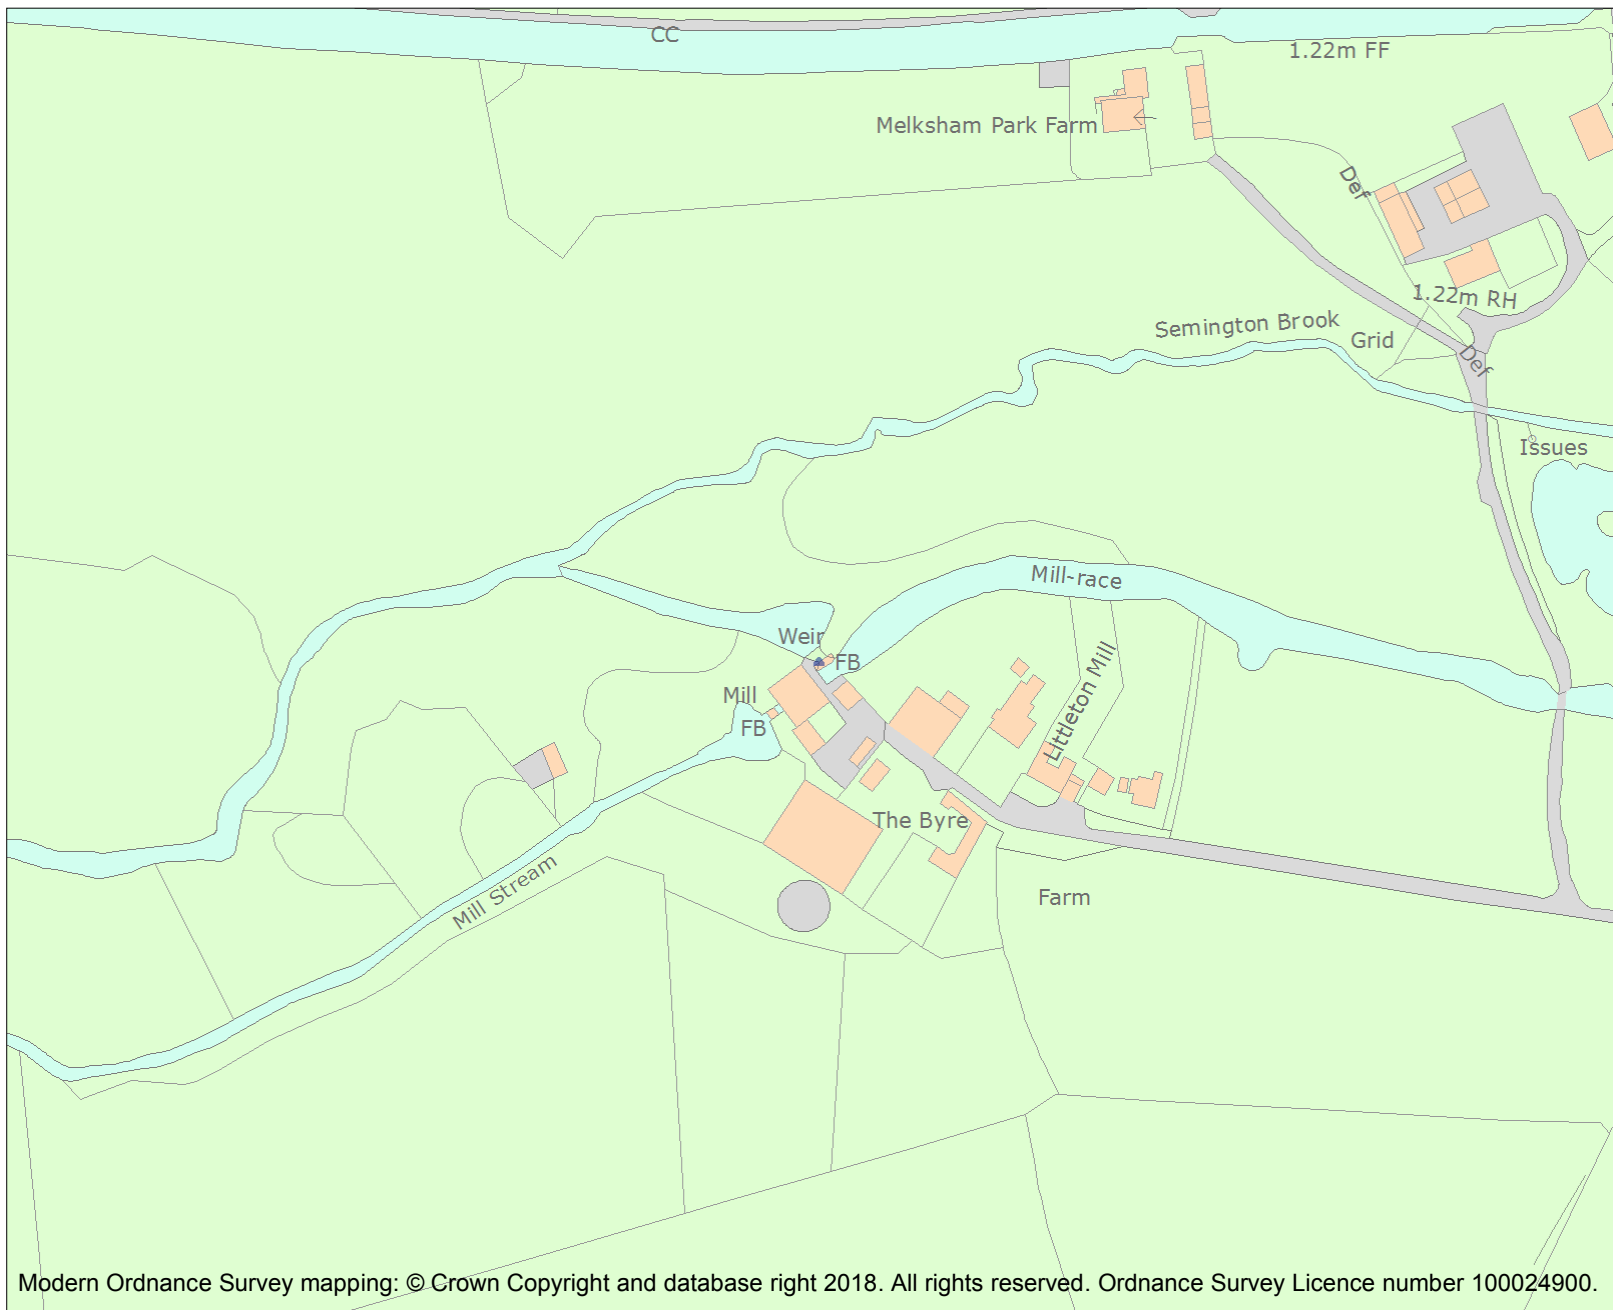 CC
1.22m FF
Melksham Park Farm
Def
1.22m RH
Semington Brook
Grid
Def
Issues
Mill-race
Weir
FB
Mill
FB
Littleton Mill
The Byre
Mill Stream
Farm
Modern Ordnance Survey mapping: © Crown Copyright and database right 2018. All rights reserved. Ordnance Survey Licence number 100024900.